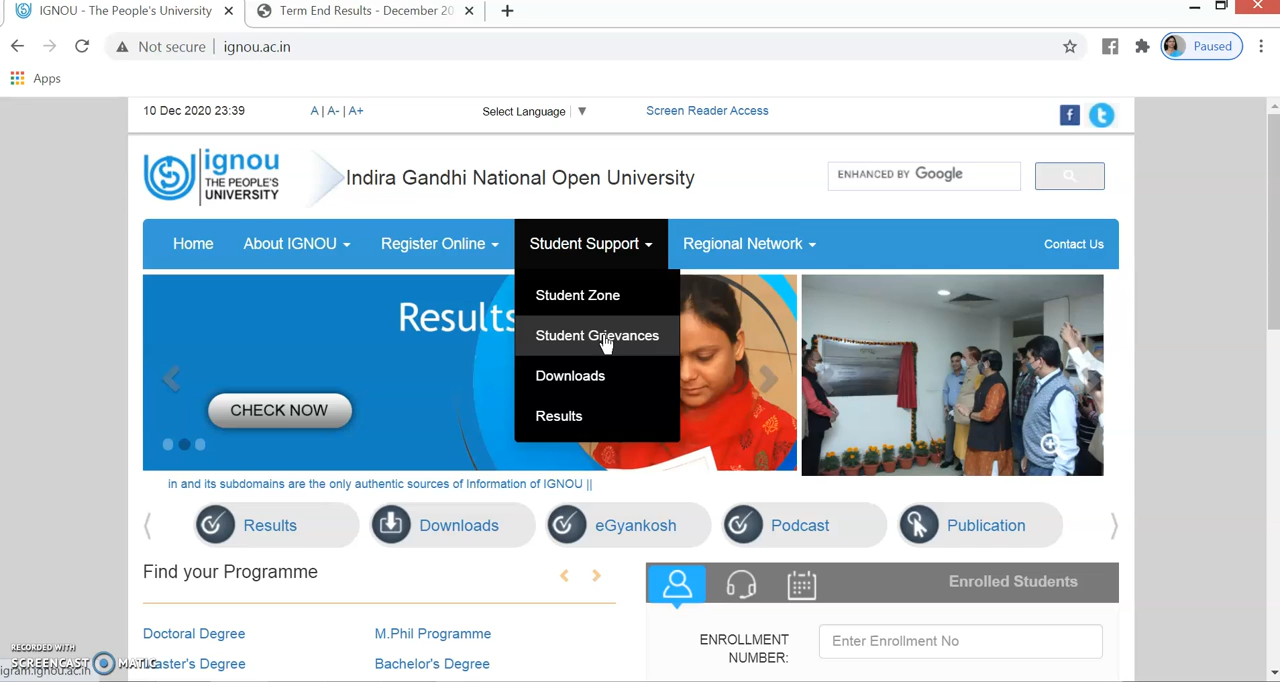 IGNOU - The People's University
Term End Results - December 20
Not secure
ignou.ac.in
Paused
Apps
10 Dec 2020 23:39
A | A- | A+
Select Language ▼
Screen Reader Access
ignou
THE PEOPLE'S
UNIVERSITY
Indira Gandhi National Open University
ENHANCED BY Google
Home
About IGNOU
Register Online
Student Support
Regional Network
Contact Us
Student Zone
Student Grievances
Downloads
Results
Results
CHECK NOW
in and its subdomains are the only authentic sources of Information of IGNOU ||
Results
Downloads
eGyankosh
Podcast
Publication
Find your Programme
Enrolled Students
Doctoral Degree
M.Phil Programme
Master's Degree
Bachelor's Degree
ENROLLMENT
NUMBER:
Enter Enrollment No
RECORDED WITH
SCREENCAST MATIC
igram.ignou.ac.in